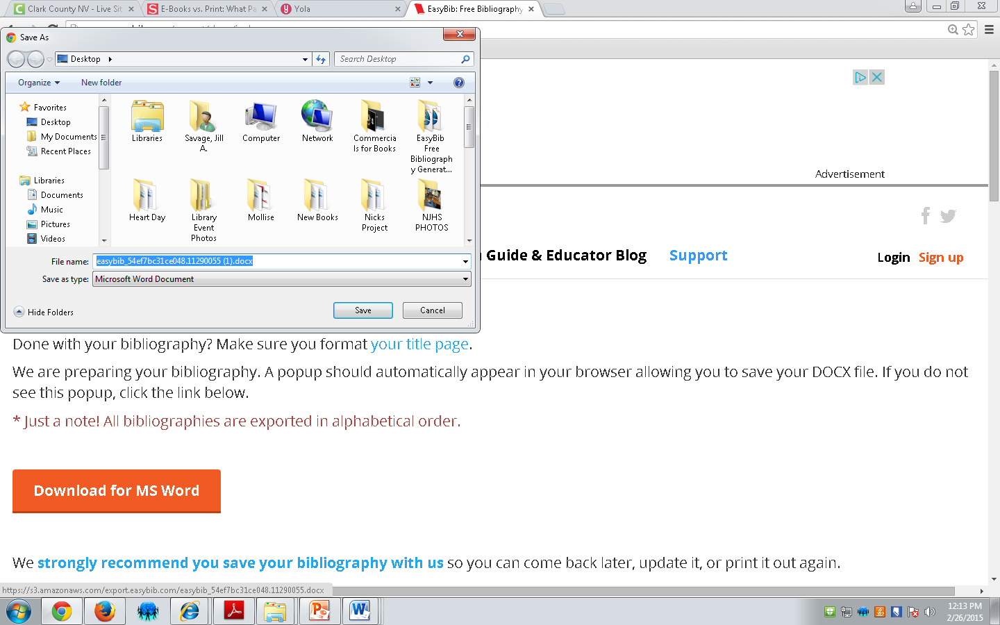 Clark County NV - Live Sit
E-Books vs. Print: What Pa
Yola
EasyBib: Free Bibliography
Save As
Desktop
Search Desktop
Organize
New folder
Favorites
Desktop
My Documents
Recent Places
Libraries
Documents
Music
Pictures
Videos
Libraries
Savage, Jill
A.
Computer
Network
Commercia
ls for Books
EasyBib
Free
Bibliograph
y Generat...
Heart Day
Library
Event
Photos
Mollise
New Books
Nicks
Project
NJHS
PHOTOS
File name: easybib_54ef7bc31ce048.11290055 (1).docx
Save as type: Microsoft Word Document
Hide Folders
Save
Cancel
Advertisement
Guide & Educator Blog
Support
Login
Sign up
Done with your bibliography? Make sure you format your title page.
We are preparing your bibliography. A popup should automatically appear in your browser allowing you to save your DOCX file. If you do not
see this popup, click the link below.
* Just a note! All bibliographies are exported in alphabetical order.
Download for MS Word
We strongly recommend you save your bibliography with us so you can come back later, update it, or print it out again.
https://s3.amazonaws.com/export.easybib.com/easybib_54ef7bc31ce048.11290055.docx
12:13 PM
2/26/2015